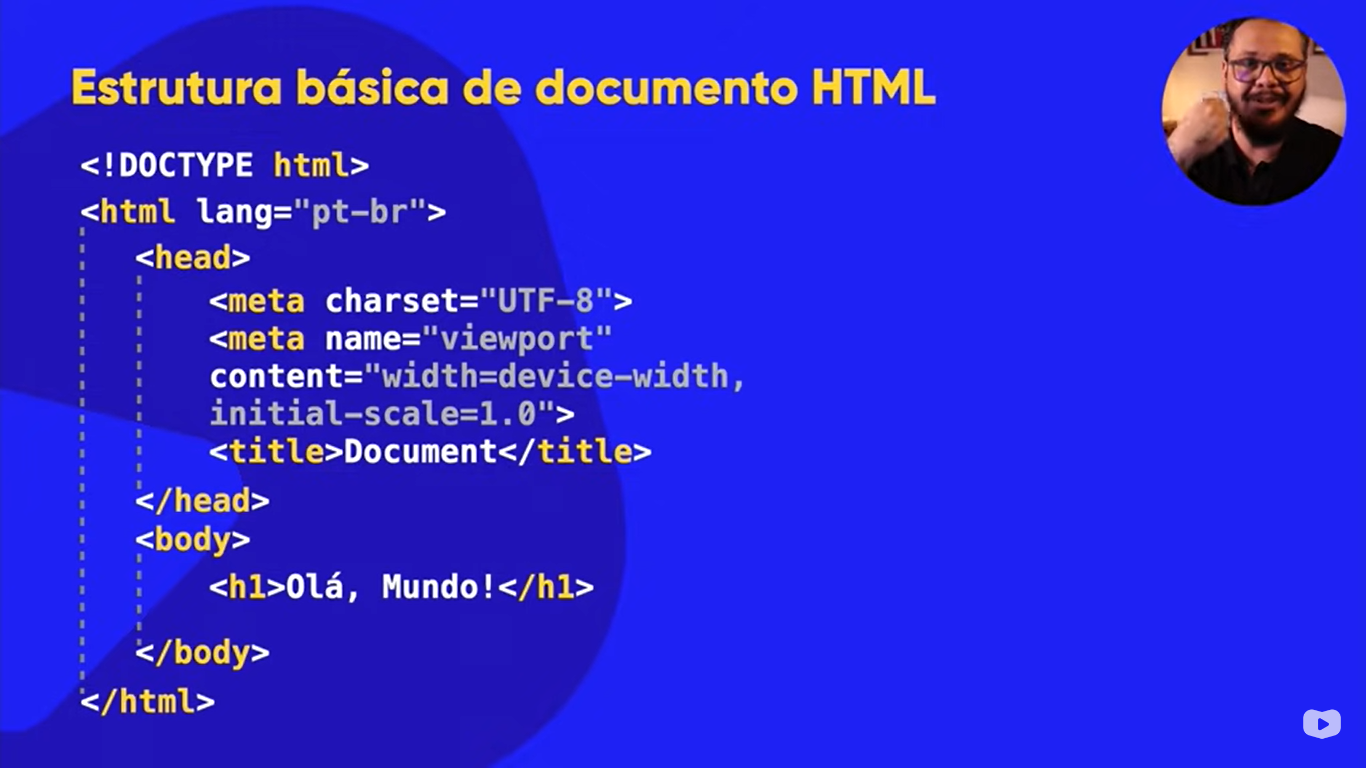 Estrutura básica de documento HTML
<!DOCTYPE html>
<html lang="pt-br">
<head>
<meta charset="UTF-8">
<meta name="viewport"
content="width=device-width,
initial-scale=1.0">
<title>Document</title>
</head>
<body>
<h1>Olá, Mundo!</h1>
</body>
</html>